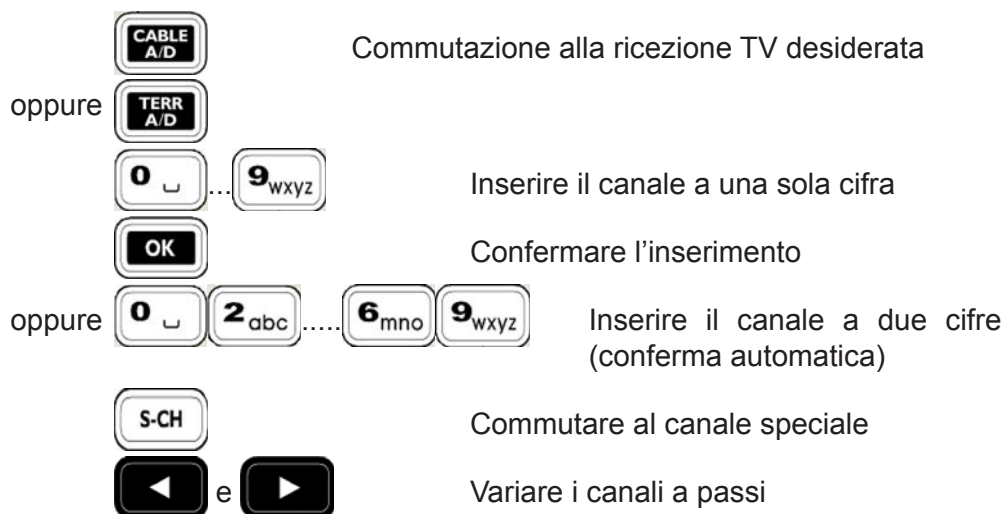 CABLE A/D Commutazione alla ricezione TV desiderata
oppure TERR A/D
0 ␣ ... 9wxyz Inserire il canale a una sola cifra
OK Confermare l’inserimento
oppure 0 ␣ 2abc ..... 6mno 9wxyz Inserire il canale a due cifre
(conferma automatica)
S-CH Commutare al canale speciale
◄ e ► Variare i canali a passi